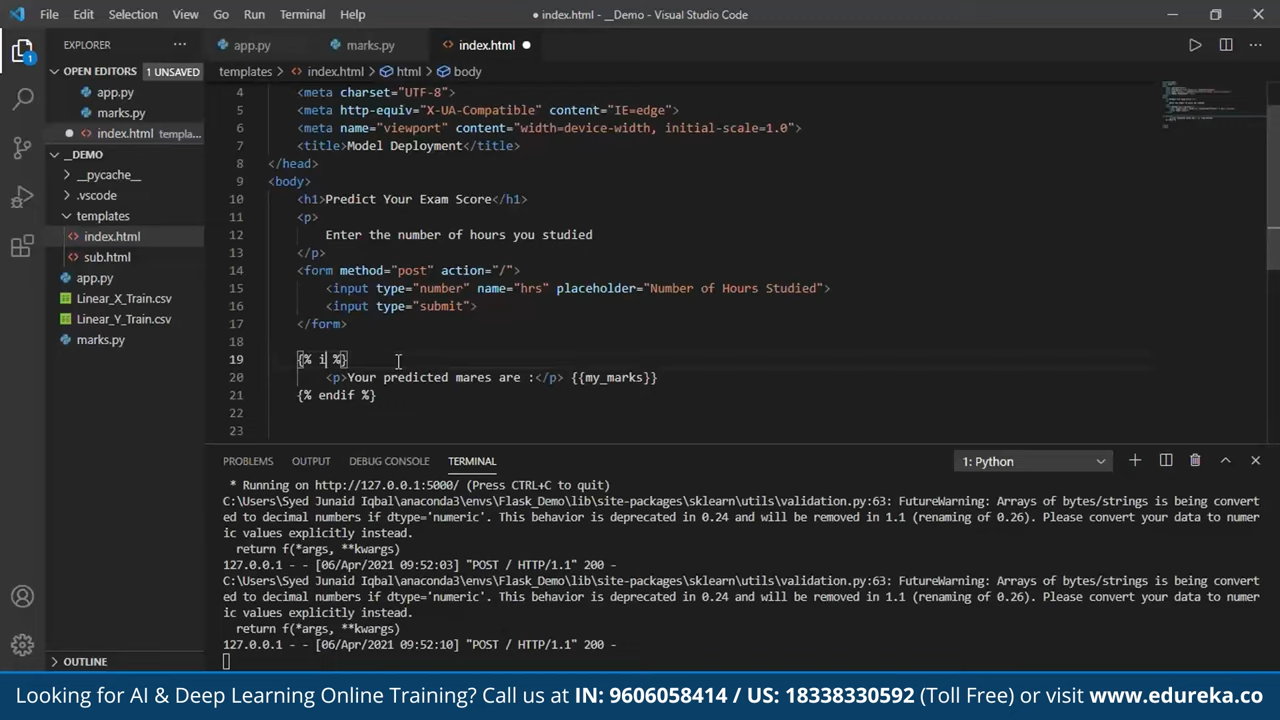 File Edit Selection View Go Run Terminal Help ● index.html - __Demo - Visual Studio Code
EXPLORER ... app.py marks.py index.html ●
OPEN EDITORS 1 UNSAVED
app.py
marks.py
● index.html templa...
__DEMO
__pycache__
.vscode
templates
index.html
sub.html
app.py
Linear_X_Train.csv
Linear_Y_Train.csv
marks.py
OUTLINE
1
templates > index.html > html > body
4 <meta charset="UTF-8">
5 <meta http-equiv="X-UA-Compatible" content="IE=edge">
6 <meta name="viewport" content="width=device-width, initial-scale=1.0">
7 <title>Model Deployment</title>
8 </head>
9 <body>
10 <h1>Predict Your Exam Score</h1>
11 <p>
12 Enter the number of hours you studied
13 </p>
14 <form method="post" action="/">
15 <input type="number" name="hrs" placeholder="Number of Hours Studied">
16 <input type="submit">
17 </form>
18
19 {% i %}
20 <p>Your predicted mares are :</p> {{my_marks}}
21 {% endif %}
22
23
PROBLEMS OUTPUT DEBUG CONSOLE TERMINAL 1: Python
* Running on http://127.0.0.1:5000/ (Press CTRL+C to quit)
C:\Users\Syed Junaid Iqbal\anaconda3\envs\Flask_Demo\lib\site-packages\sklearn\utils\validation.py:63: FutureWarning: Arrays of bytes/strings is being convert
ed to decimal numbers if dtype='numeric'. This behavior is deprecated in 0.24 and will be removed in 1.1 (renaming of 0.26). Please convert your data to numer
ic values explicitly instead.
return f(*args, **kwargs)
127.0.0.1 - - [06/Apr/2021 09:52:03] "POST / HTTP/1.1" 200 -
C:\Users\Syed Junaid Iqbal\anaconda3\envs\Flask_Demo\lib\site-packages\sklearn\utils\validation.py:63: FutureWarning: Arrays of bytes/strings is being convert
ed to decimal numbers if dtype='numeric'. This behavior is deprecated in 0.24 and will be removed in 1.1 (renaming of 0.26). Please convert your data to numer
ic values explicitly instead.
return f(*args, **kwargs)
127.0.0.1 - - [06/Apr/2021 09:52:10] "POST / HTTP/1.1" 200 -
Looking for AI & Deep Learning Online Training? Call us at IN: 9606058414 / US: 18338330592 (Toll Free) or visit www.edureka.co